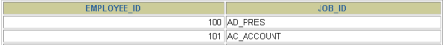 EMPLOYEE_ID JOB_ID
100 AD_PRES
101 AC_ACCOUNT